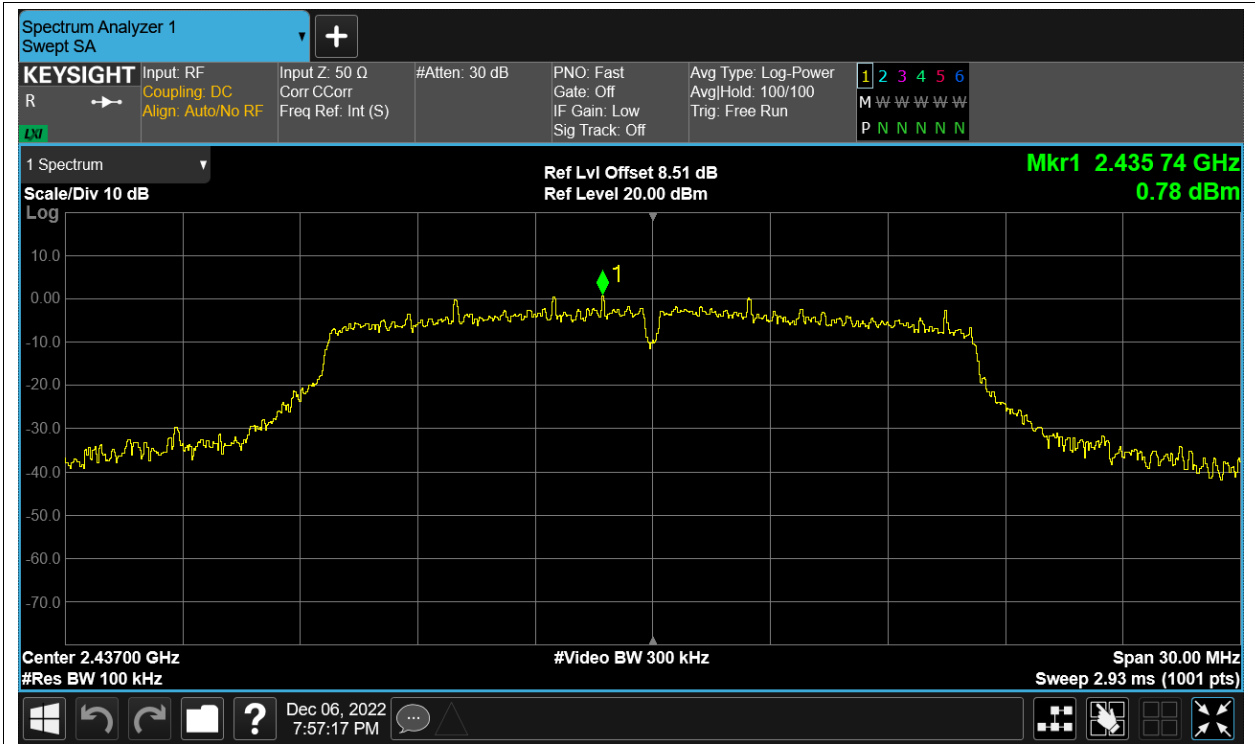 Spectrum Analyzer 1
Swept SA
KEYSIGHT
R
LXI
Input: RF
Coupling: DC
Align: Auto/No RF
Input Z: 50 Ω
Corr CCorr
Freq Ref: Int (S)
#Atten: 30 dB
PNO: Fast
Gate: Off
IF Gain: Low
Sig Track: Off
Avg Type: Log-Power
Avg|Hold: 100/100
Trig: Free Run
1 2 3 4 5 6
M W W W W W
P N N N N N
1 Spectrum
Scale/Div 10 dB
Log
Ref Lvl Offset 8.51 dB
Ref Level 20.00 dBm
Mkr1 2.435 74 GHz
0.78 dBm
1
10.0
0.00
-10.0
-20.0
-30.0
-40.0
-50.0
-60.0
-70.0
Center 2.43700 GHz
#Res BW 100 kHz
#Video BW 300 kHz
Span 30.00 MHz
Sweep 2.93 ms (1001 pts)
?
Dec 06, 2022
7:57:17 PM